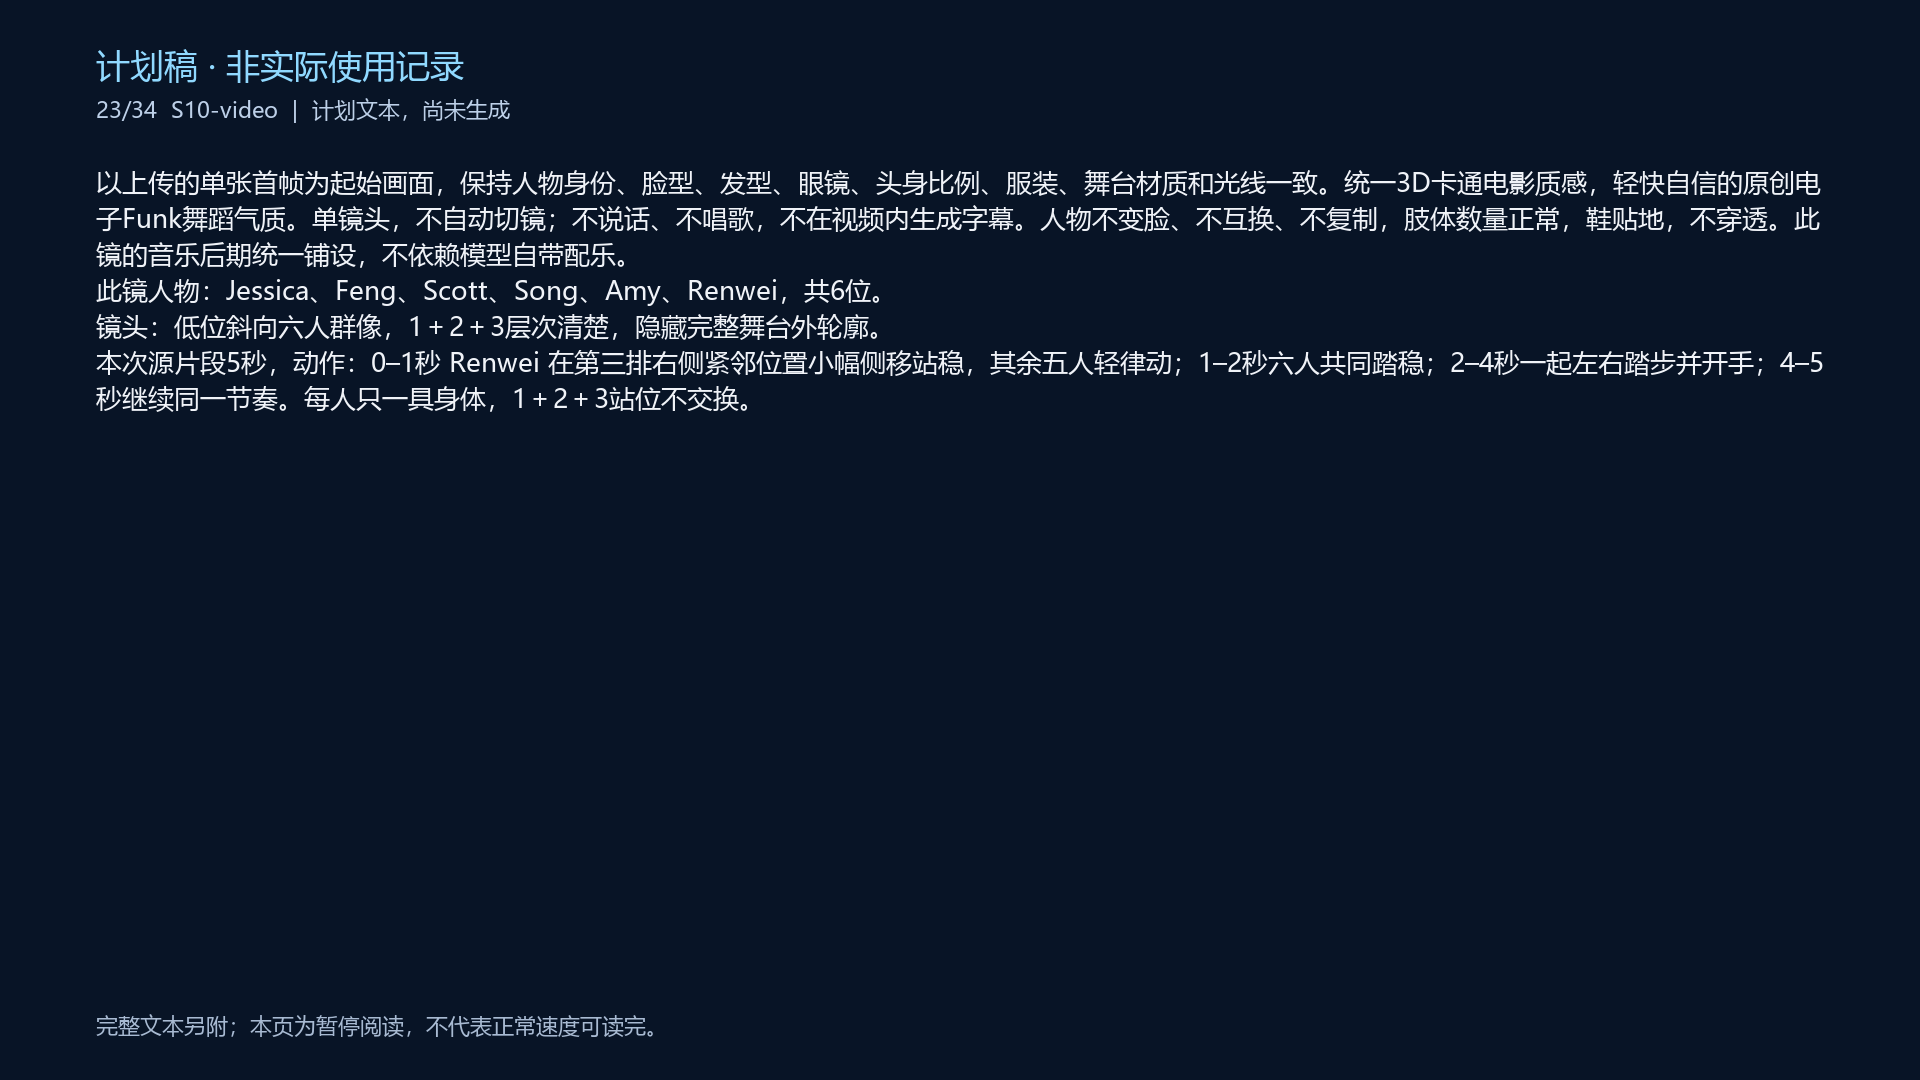 计划稿 · 非实际使用记录
23/34  S10-video  |  计划文本，尚未生成
以上传的单张首帧为起始画面，保持人物身份、脸型、发型、眼镜、头身比例、服装、舞台材质和光线一致。统一3D卡通电影质感，轻快自信的原创电
子Funk舞蹈气质。单镜头，不自动切镜；不说话、不唱歌，不在视频内生成字幕。人物不变脸、不互换、不复制，肢体数量正常，鞋贴地，不穿透。此
镜的音乐后期统一铺设，不依赖模型自带配乐。
此镜人物：Jessica、Feng、Scott、Song、Amy、Renwei，共6位。
镜头：低位斜向六人群像，1＋2＋3层次清楚，隐藏完整舞台外轮廓。
本次源片段5秒，动作：0–1秒 Renwei 在第三排右侧紧邻位置小幅侧移站稳，其余五人轻律动；1–2秒六人共同踏稳；2–4秒一起左右踏步并开手；4–5
秒继续同一节奏。每人只一具身体，1＋2＋3站位不交换。
完整文本另附；本页为暂停阅读，不代表正常速度可读完。